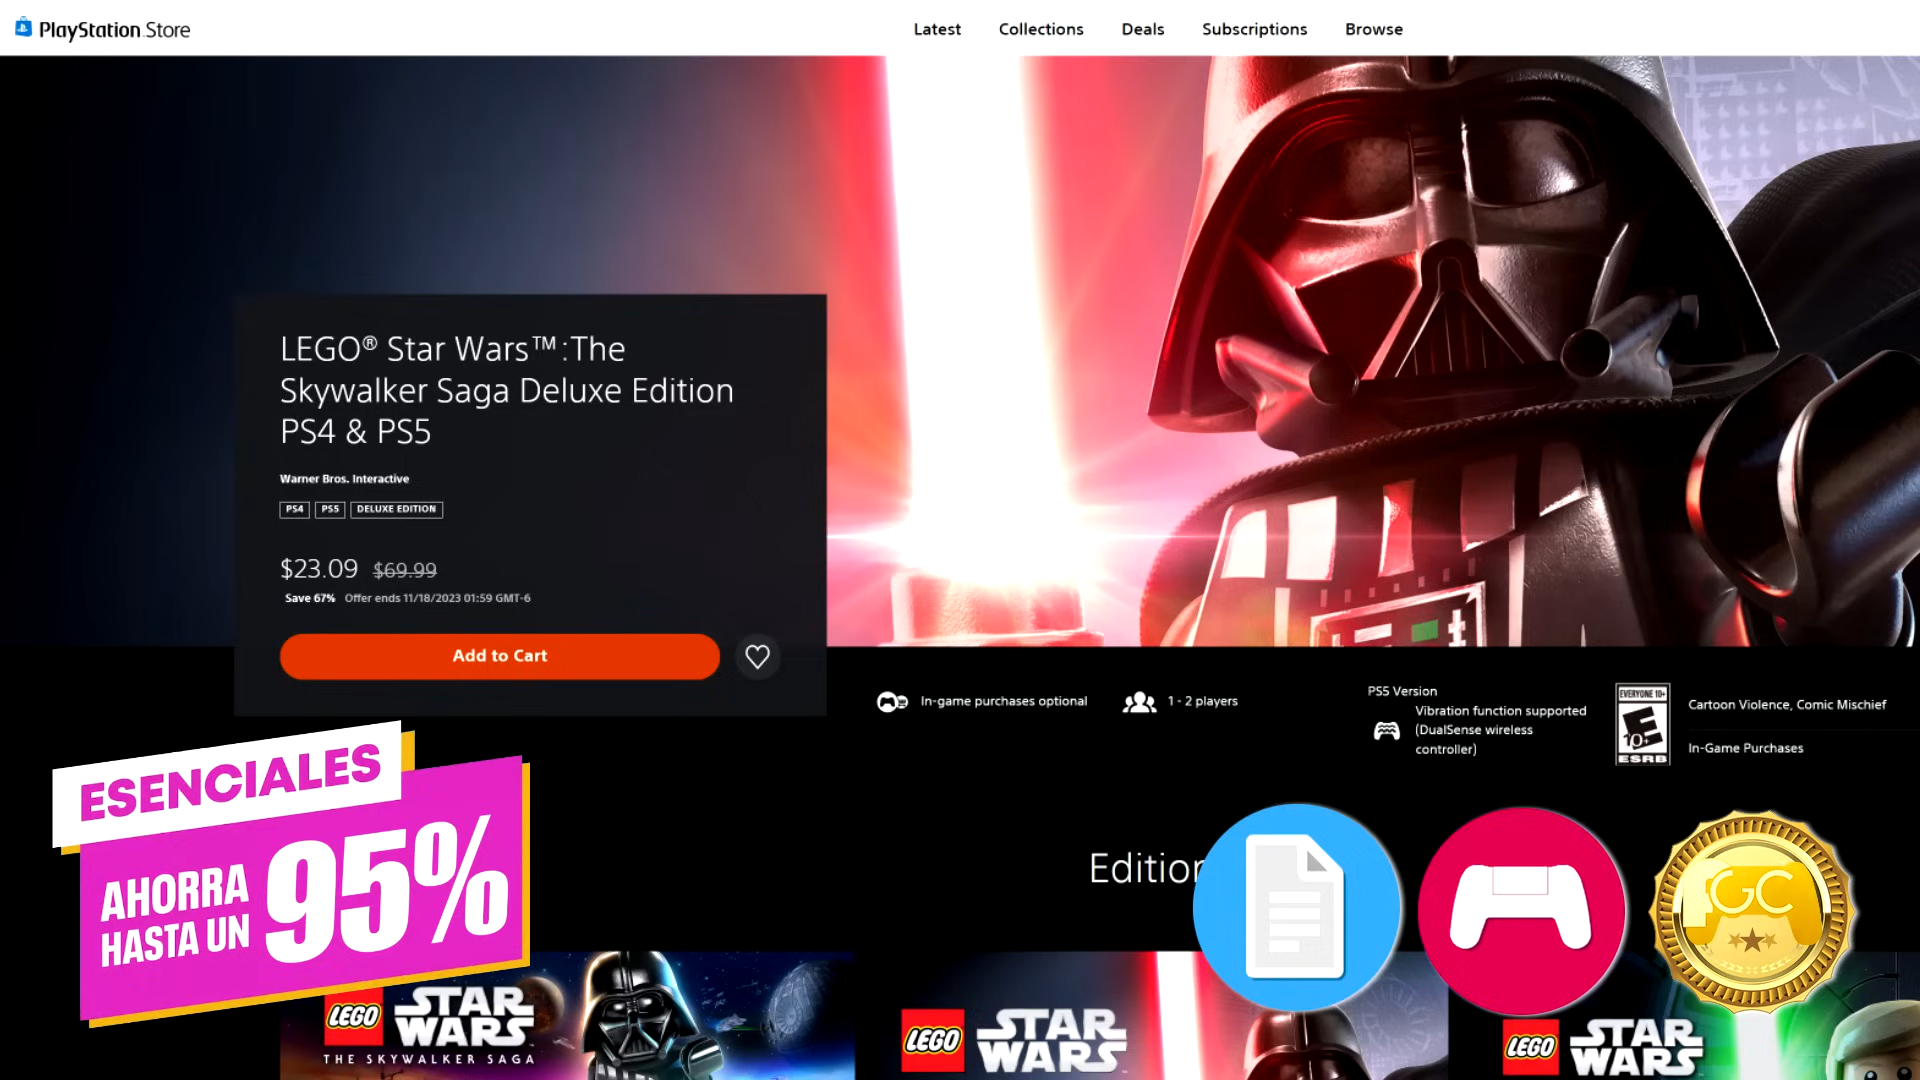 PlayStation Store
Latest
Collections
Deals
Subscriptions
Browse
LEGO® Star Wars™:The
Skywalker Saga Deluxe Edition
PS4 & PS5
Warner Bros. Interactive
PS4
PS5
DELUXE EDITION
$23.09 $69.99
Save 67% Offer ends 11/18/2023 01:59 GMT-6
Add to Cart
In-game purchases optional
1 - 2 players
PS5 Version
Vibration function supported
(DualSense wireless
controller)
EVERYONE 10+
E
10+
ESRB
Cartoon Violence, Comic Mischief
In-Game Purchases
ESENCIALES
AHORRA
HASTA UN
95%
GC
LEGO
STAR
WARS
THE SKYWALKER SAGA
LEGO
STAR
WARS
LEGO
STAR
WARS